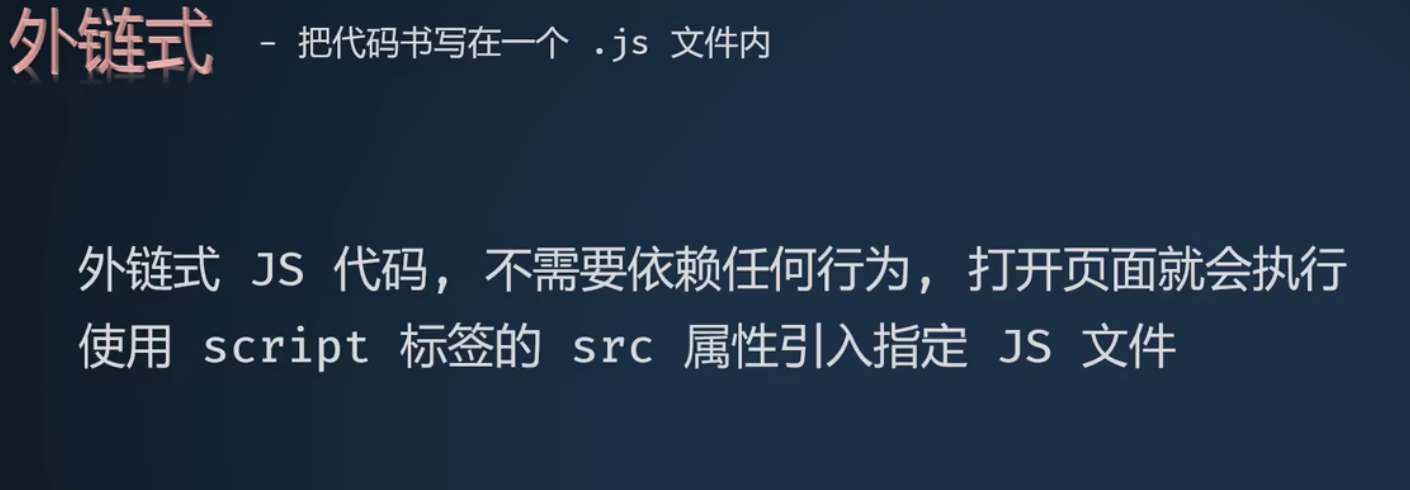 外链式 - 把代码书写在一个 .js 文件内
外链式 JS 代码, 不需要依赖任何行为, 打开页面就会执行
使用 script 标签的 src 属性引入指定 JS 文件